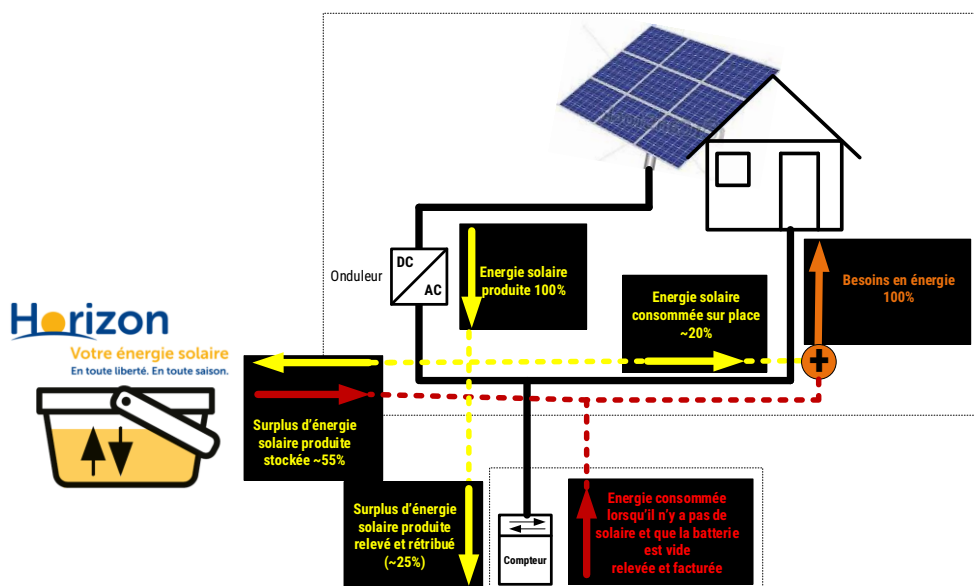 Onduleur
DC
AC
Energie solaire
produite 100%
Energie solaire
consommée sur place
~20%
Besoins en énergie
100%
Horizon
Votre énergie solaire
En toute liberté. En toute saison.
Surplus d'énergie
solaire produite
stockée ~55%
Surplus d'énergie
solaire produite
relevé et rétribué
(~25%)
Compteur
Energie consommée
lorsqu'il n'y a pas de
solaire et que la batterie
est vide
relevée et facturée